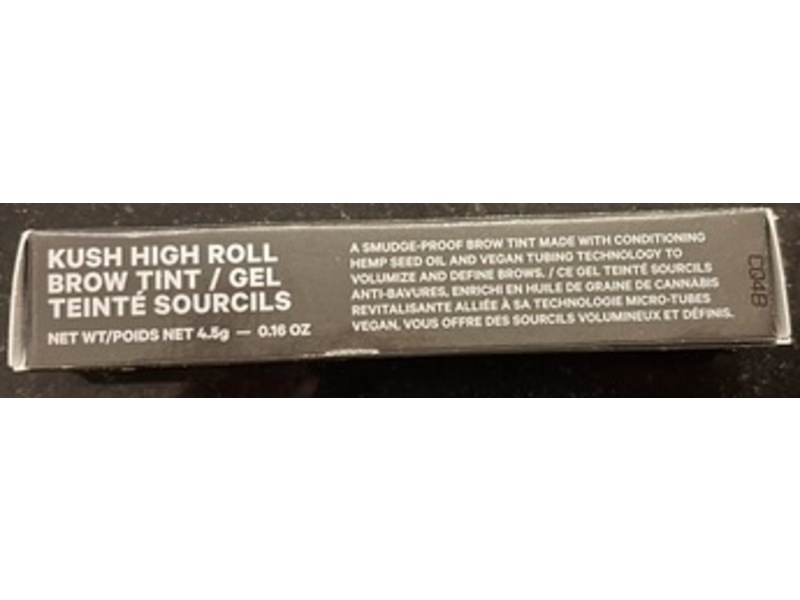 KUSH HIGH ROLL
BROW TINT / GEL
TEINTÉ SOURCILS
NET WT/POIDS NET 4.5g — 0.16 OZ
A SMUDGE-PROOF BROW TINT MADE WITH CONDITIONING
HEMP SEED OIL AND VEGAN TUBING TECHNOLOGY TO
VOLUMIZE AND DEFINE BROWS. / CE GEL TEINTÉ SOURCILS
ANTI-BAVURES, ENRICHI EN HUILE DE GRAINE DE CANNABIS
REVITALISANTE ALLIÉE À SA TECHNOLOGIE MICRO-TUBES
VEGAN, VOUS OFFRE DES SOURCILS VOLUMINEUX ET DÉFINIS.
C04B